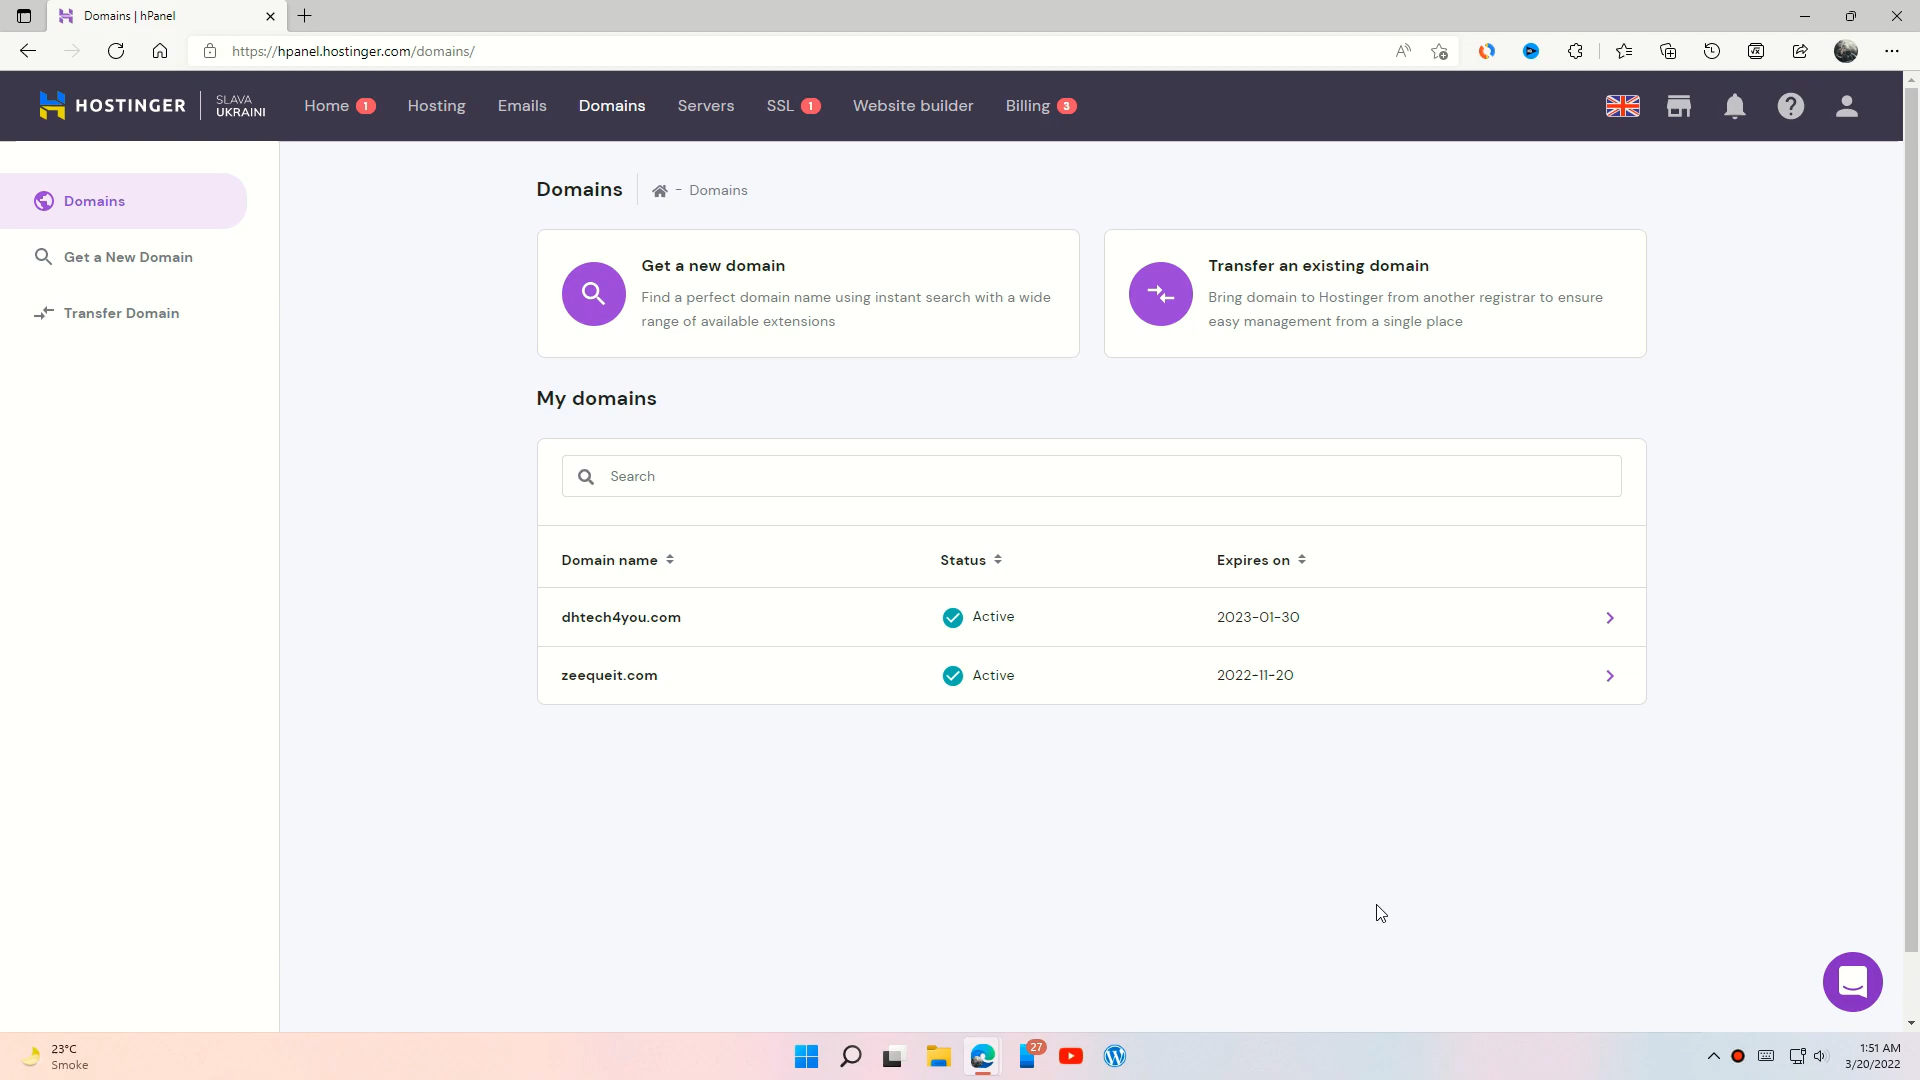 Domains | hPanel
https://hpanel.hostinger.com/domains/
HOSTINGER
SLAVA
UKRAINI
Home 1
Hosting
Emails
Domains
Servers
SSL 1
Website builder
Billing 3
Domains
Get a New Domain
Transfer Domain
Domains
- Domains
Get a new domain
Find a perfect domain name using instant search with a wide
range of available extensions
Transfer an existing domain
Bring domain to Hostinger from another registrar to ensure
easy management from a single place
My domains
Search
Domain name
Status
Expires on
dhtech4you.com
Active
2023-01-30
zeequeit.com
Active
2022-11-20
23°C
Smoke
27
1:51 AM
3/20/2022